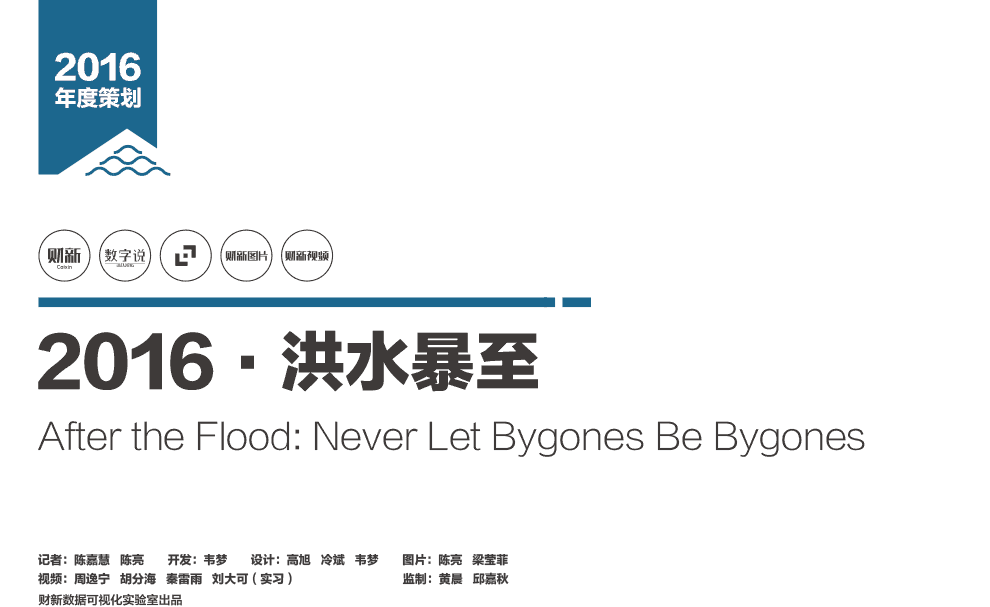 2016
年度策划
财新
Caixin
数字说
财新图片
财新视频
2016 · 洪水暴至
After the Flood: Never Let Bygones Be Bygones
记者：陈嘉慧 陈亮 开发：韦梦 设计：高旭 冷斌 韦梦 图片：陈亮 梁莹菲
视频：周逸宁 胡分海 秦雷雨 刘大可（实习） 监制：黄晨 邱嘉秋
财新数据可视化实验室出品